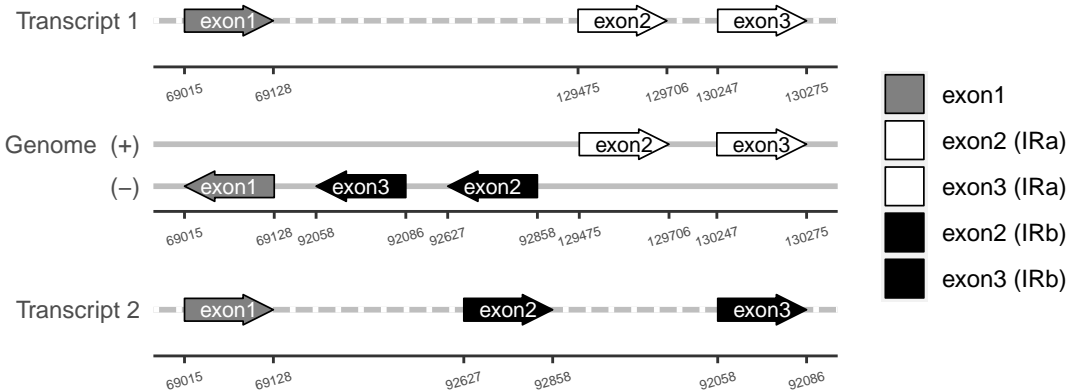 Transcript 1 exon1 exon2 exon3
69015 69128 129475 129706 130247 130275
exon1
exon2 (IRa)
exon3 (IRa)
exon2 (IRb)
exon3 (IRb)
Genome (+) exon2 exon3
(−) exon1 exon3 exon2
69015 69128 92058 92086 92627 92858 129475 129706 130247 130275
Transcript 2 exon1 exon2 exon3
69015 69128 92627 92858 92058 92086